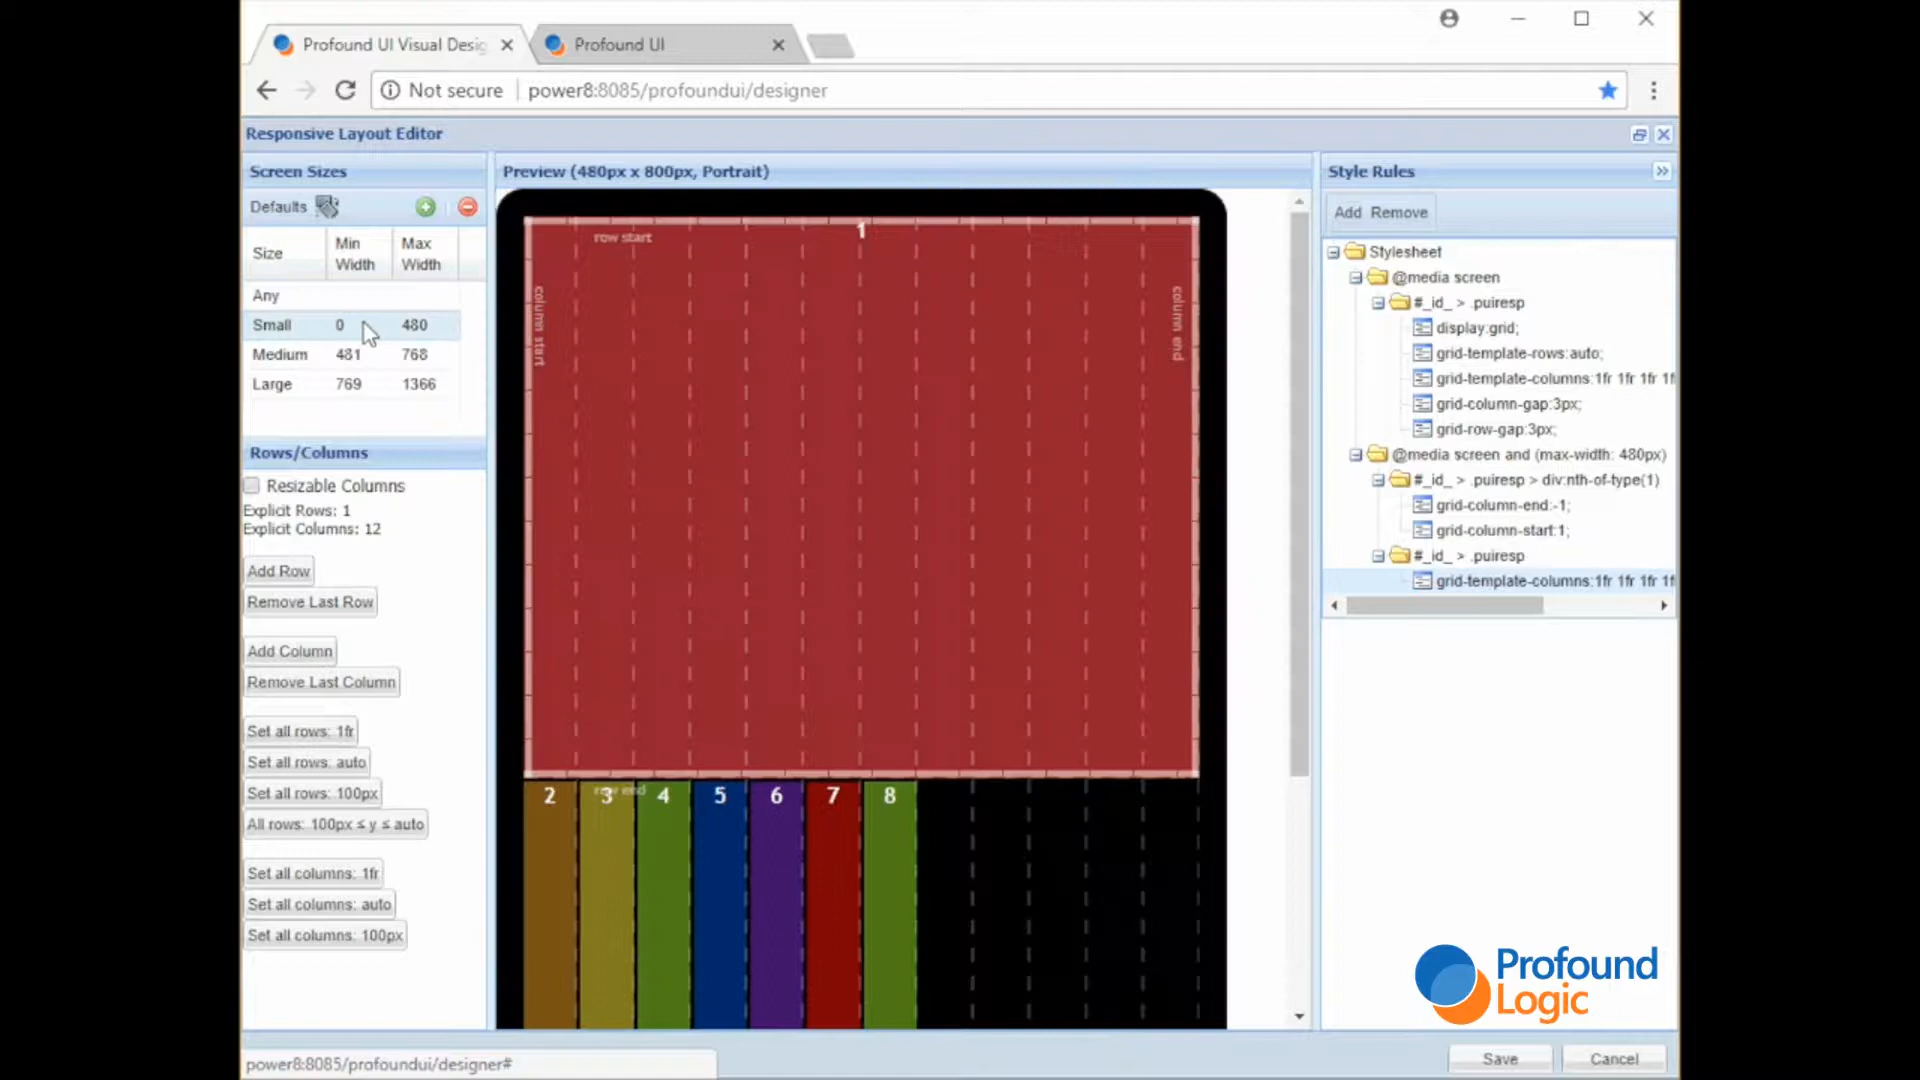 Profound UI Visual Desig
Profound UI
Not secure
power8:8085/profoundui/designer
Responsive Layout Editor
Screen Sizes
Defaults
Size
Min Width
Max Width
Any
Small 0 480
Medium 481 768
Large 769 1366
Rows/Columns
Resizable Columns
Explicit Rows: 1
Explicit Columns: 12
Add Row
Remove Last Row
Add Column
Remove Last Column
Set all rows: 1fr
Set all rows: auto
Set all rows: 100px
All rows: 100px ≤ y ≤ auto
Set all columns: 1fr
Set all columns: auto
Set all columns: 100px
Preview (480px x 800px, Portrait)
row start
1
column start
column end
row end
2 3 4 5 6 7 8
Style Rules
Add Remove
Stylesheet
@media screen
#_id_ > .puiresp
display:grid;
grid-template-rows:auto;
grid-template-columns:1fr 1fr 1fr 1f
grid-column-gap:3px;
grid-row-gap:3px;
@media screen and (max-width: 480px)
#_id_ > .puiresp > div:nth-of-type(1)
grid-column-end:-1;
grid-column-start:1;
#_id_ > .puiresp
grid-template-columns:1fr 1fr 1fr 1f
Profound
Logic
power8:8085/profoundui/designer#
Save
Cancel